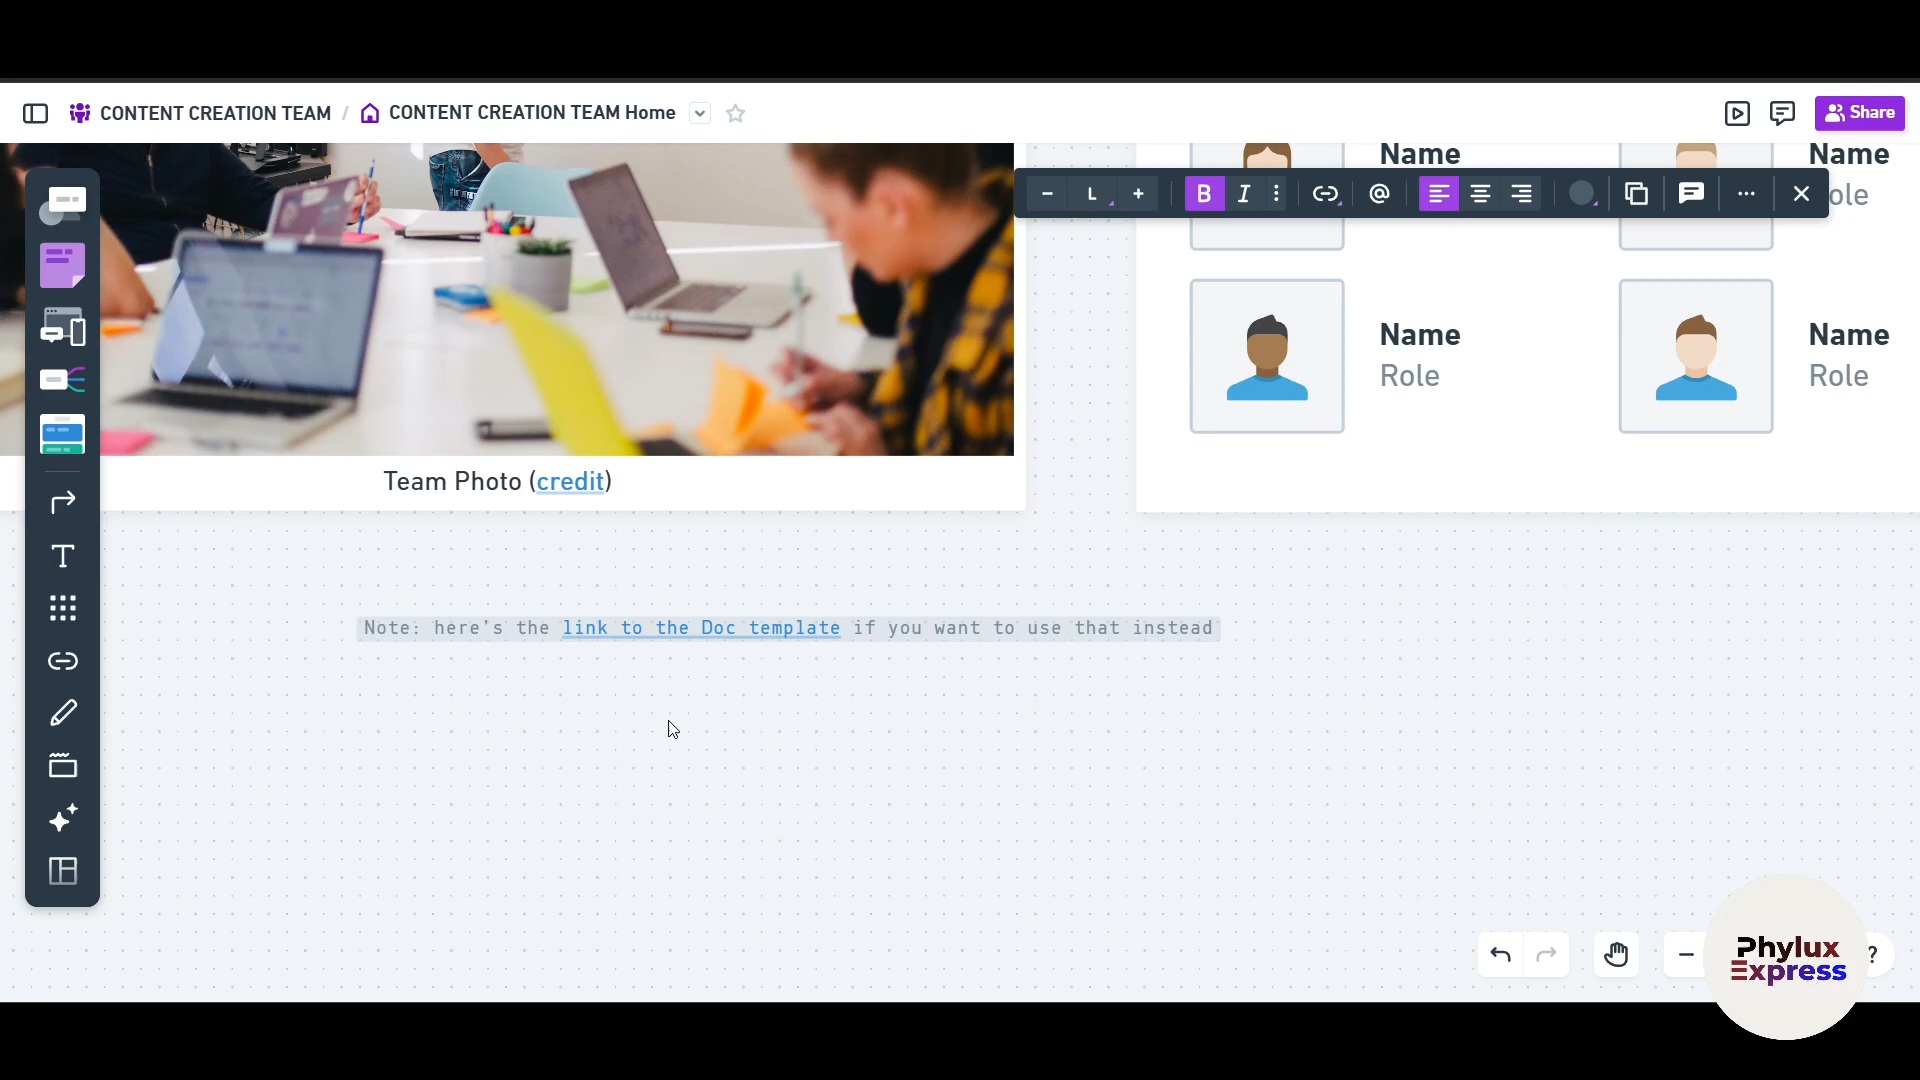 CONTENT CREATION TEAM / CONTENT CREATION TEAM Home
Share
Name
Name
ole
− L + B I @
Name
Role
Name
Role
Team Photo (credit)
Note: here's the link to the Doc template if you want to use that instead
T
?
Phylux
Express